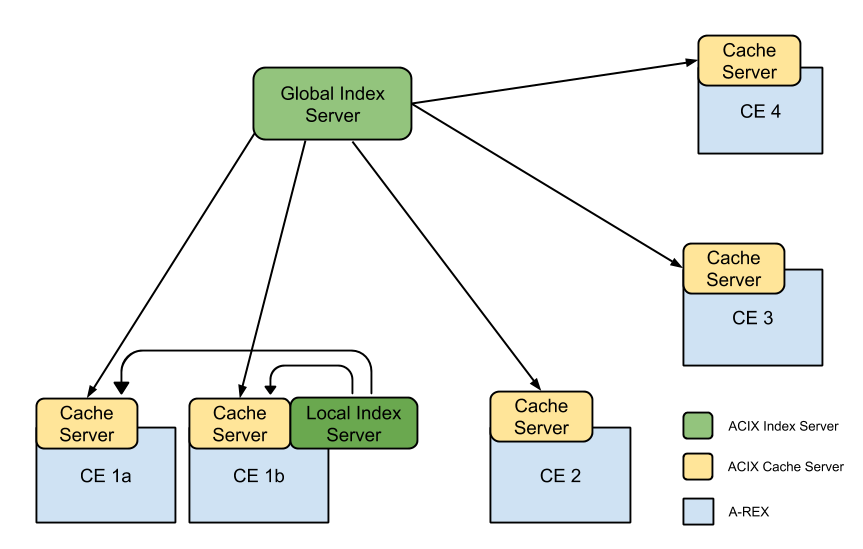 Cache
Server
CE 4
Global Index
Server
Cache
Server
CE 3
Cache
Server
CE 1a
Cache
Server
Local Index
Server
CE 1b
Cache
Server
CE 2
ACIX Index Server
ACIX Cache Server
A-REX